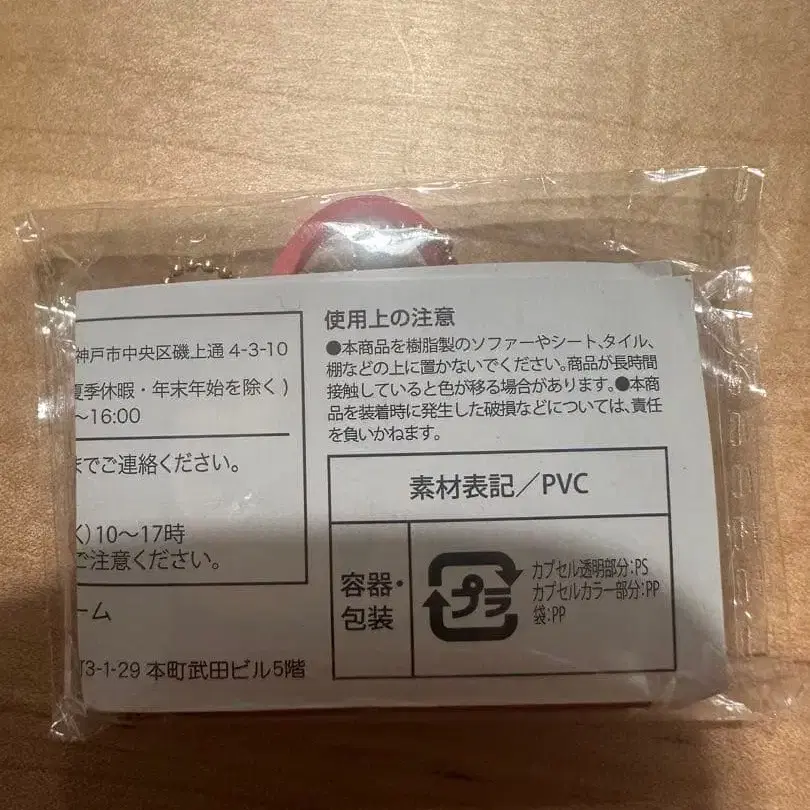 神戸市中央区磯上通 4-3-10
夏季休暇・年末年始を除く)
～16:00
までご連絡ください。
く)10～17時
ご注意ください。
ーム
町3-1-29 本町武田ビル5階
使用上の注意
●本商品を樹脂製のソファーやシート、タイル、
棚などの上に置かないでください。商品が長時間
接触していると色が移る場合があります。●本商
品を装着時に発生した破損などについては、責任
を負いかねます。
素材表記／PVC
容器・
包装
プラ
カプセル透明部分:PS
カプセルカラー部分:PP
袋:PP